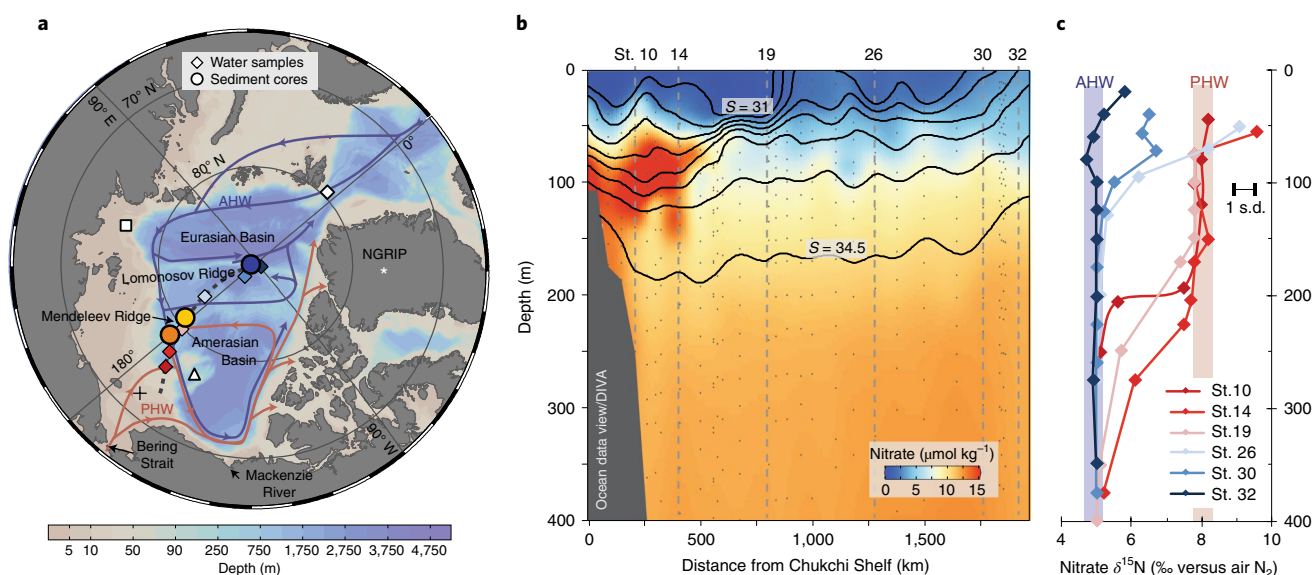 a
Water samples
Sediment cores
90° E
70° N
80° N
0°
AHW
Eurasian Basin
NGRIP
Lomonosov Ridge
Mendeleev Ridge
Amerasian
Basin
180°
PHW
90° W
Bering
Strait
Mackenzie
River
5 10 50 90 250 750 1,750 2,750 3,750 4,750
Depth (m)
b
St. 10 14 19 26 30 32
0
100
200
300
400
Depth (m)
S = 31
S = 34.5
Ocean data view/DIVA
Nitrate (μmol kg⁻¹)
0 5 10 15
0 500 1,000 1,500
Distance from Chukchi Shelf (km)
c
AHW PHW
0
100
200
300
400
1 s.d.
St.10
St.14
St.19
St. 26
St. 30
St. 32
4 6 8 10
Nitrate δ¹⁵N (‰ versus air N₂)